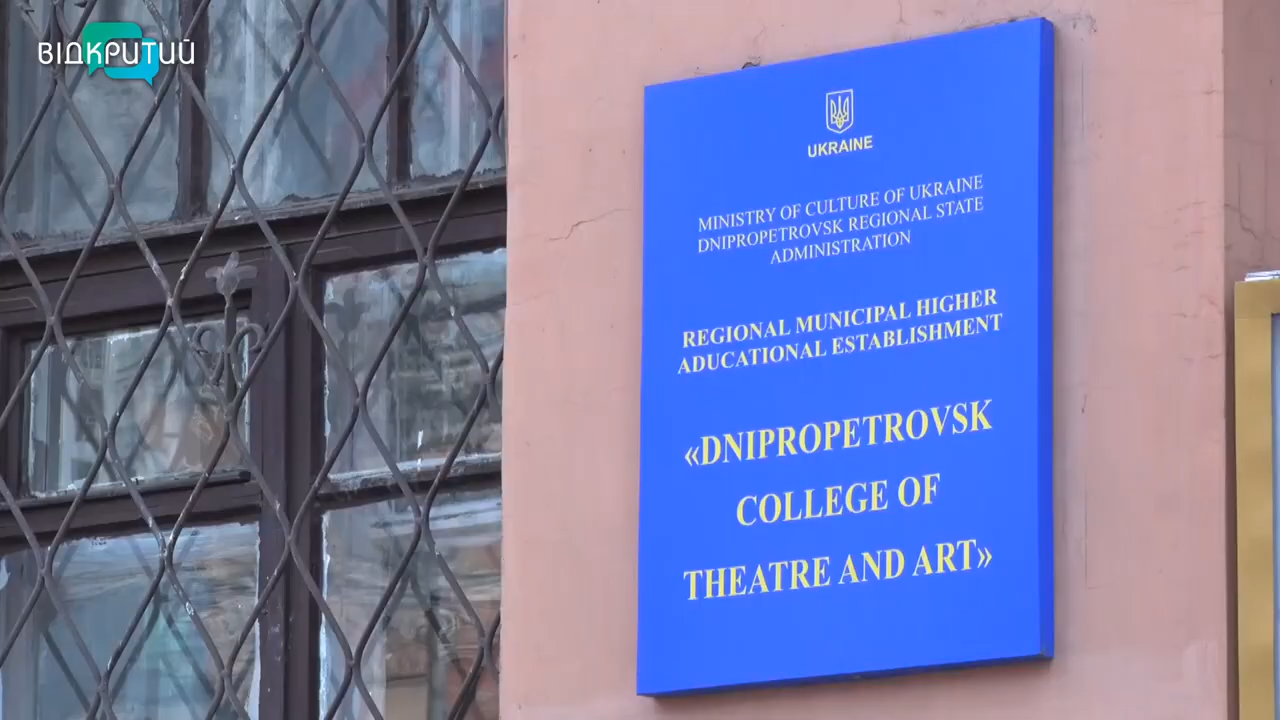 ВІДКРИТИЙ
UKRAINE
MINISTRY OF CULTURE OF UKRAINE
DNIPROPETROVSK REGIONAL STATE
ADMINISTRATION
REGIONAL MUNICIPAL HIGHER
ADUCATIONAL ESTABLISHMENT
«DNIPROPETROVSK
COLLEGE OF
THEATRE AND ART»